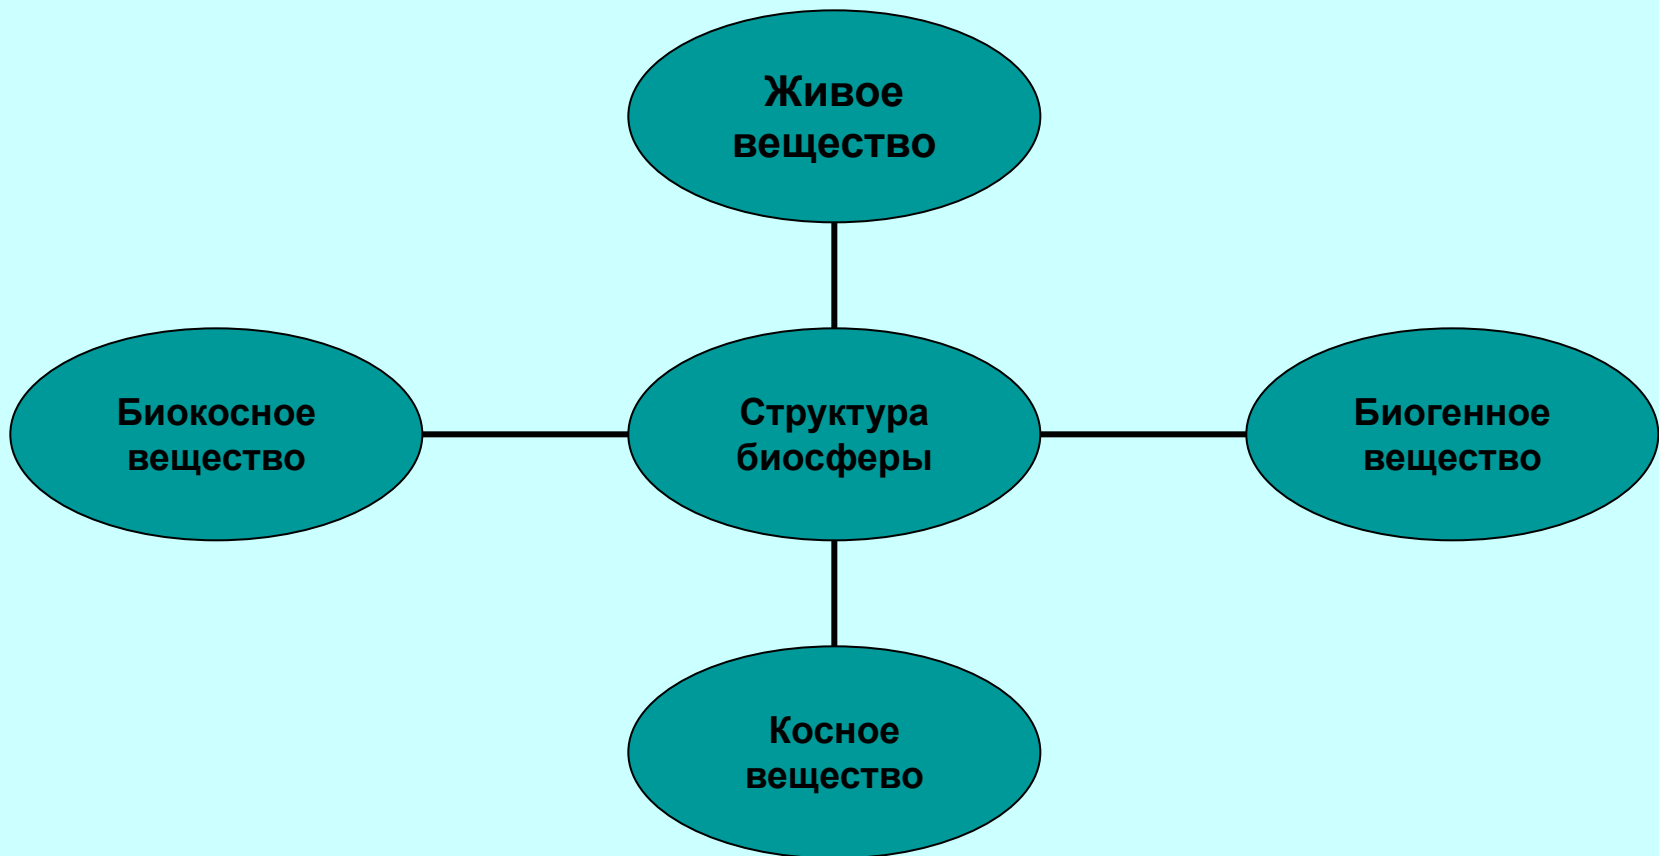 Живое
вещество
Биокосное
вещество
Структура
биосферы
Биогенное
вещество
Косное
вещество